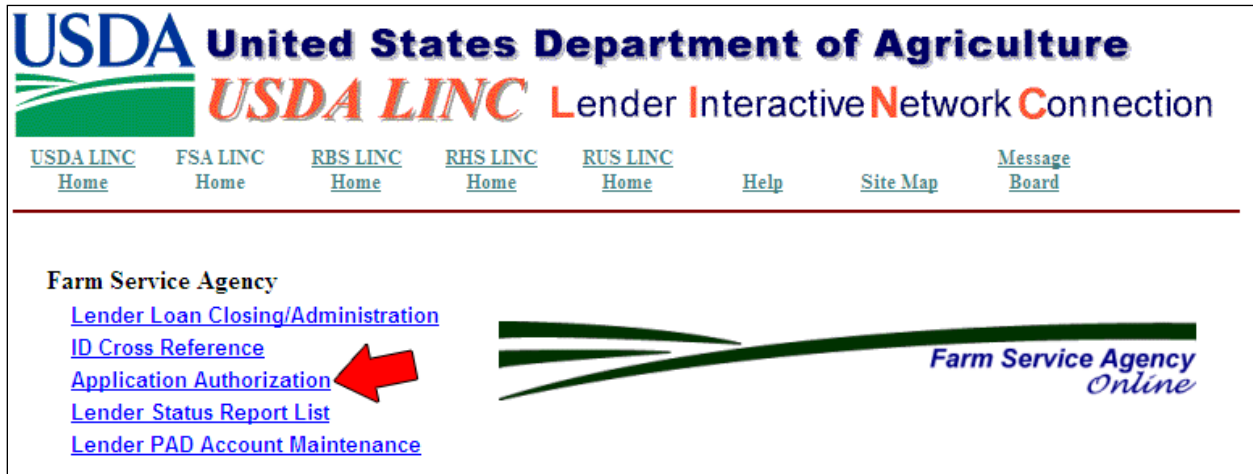 USDA United States Department of Agriculture
USDA LINC Lender Interactive Network Connection
USDA LINC Home FSA LINC Home RBS LINC Home RHS LINC Home RUS LINC Home Help Site Map Message Board
Farm Service Agency
Lender Loan Closing/Administration
ID Cross Reference
Application Authorization
Lender Status Report List
Lender PAD Account Maintenance
Farm Service Agency
Online